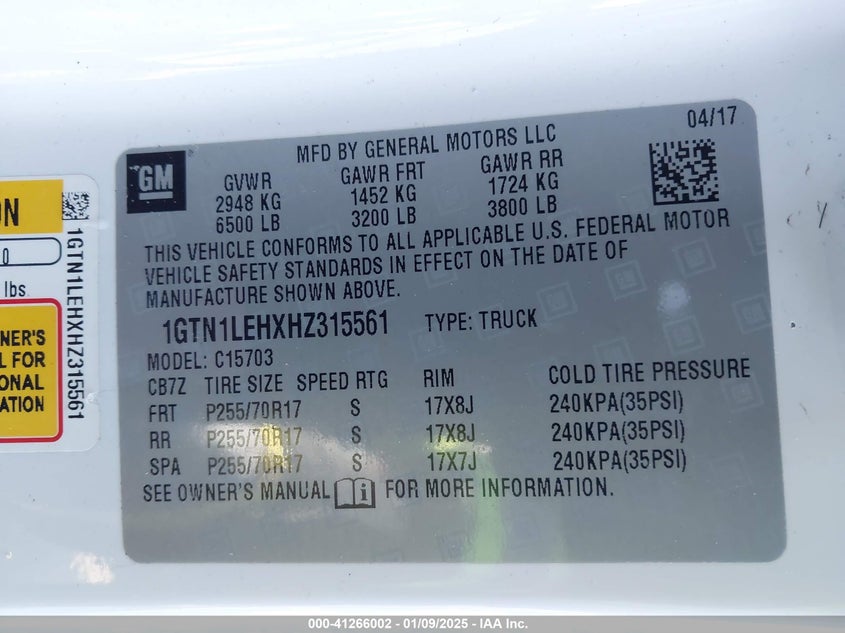 04/17
MFD BY GENERAL MOTORS LLC
GM
GVWR GAWR FRT GAWR RR
2948 KG 1452 KG 1724 KG
6500 LB 3200 LB 3800 LB
THIS VEHICLE CONFORMS TO ALL APPLICABLE U.S. FEDERAL MOTOR
VEHICLE SAFETY STANDARDS IN EFFECT ON THE DATE OF
MANUFACTURE SHOWN ABOVE.
1GTN1LEHXHZ315561 TYPE: TRUCK
MODEL: C15703
CB7Z TIRE SIZE SPEED RTG RIM COLD TIRE PRESSURE
FRT P255/70R17 S 17X8J 240KPA(35PSI)
RR P255/70R17 S 17X8J 240KPA(35PSI)
SPA P255/70R17 S 17X7J 240KPA(35PSI)
SEE OWNER'S MANUAL i FOR MORE INFORMATION.
ON
0
lbs.
NER'S
L FOR
ONAL
ATION
1GTN1LEHXHZ315561
000-41266002 - 01/09/2025 - Copyright IAA, Inc.